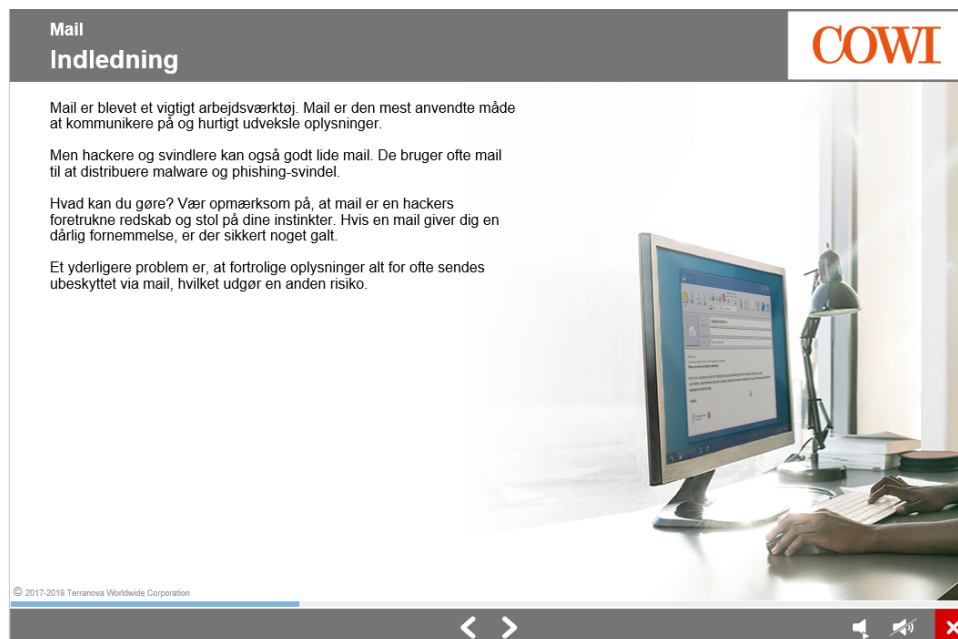 Mail
Indledning
COWI
Mail er blevet et vigtigt arbejdsværktøj. Mail er den mest anvendte måde
at kommunikere på og hurtigt udveksle oplysninger.
Men hackere og svindlere kan også godt lide mail. De bruger ofte mail
til at distribuere malware og phishing-svindel.
Hvad kan du gøre? Vær opmærksom på, at mail er en hackers
foretrukne redskab og stol på dine instinkter. Hvis en mail giver dig en
dårlig fornemmelse, er der sikkert noget galt.
Et yderligere problem er, at fortrolige oplysninger alt for ofte sendes
ubeskyttet via mail, hvilket udgør en anden risiko.
© 2017-2019 Terranova Worldwide Corporation